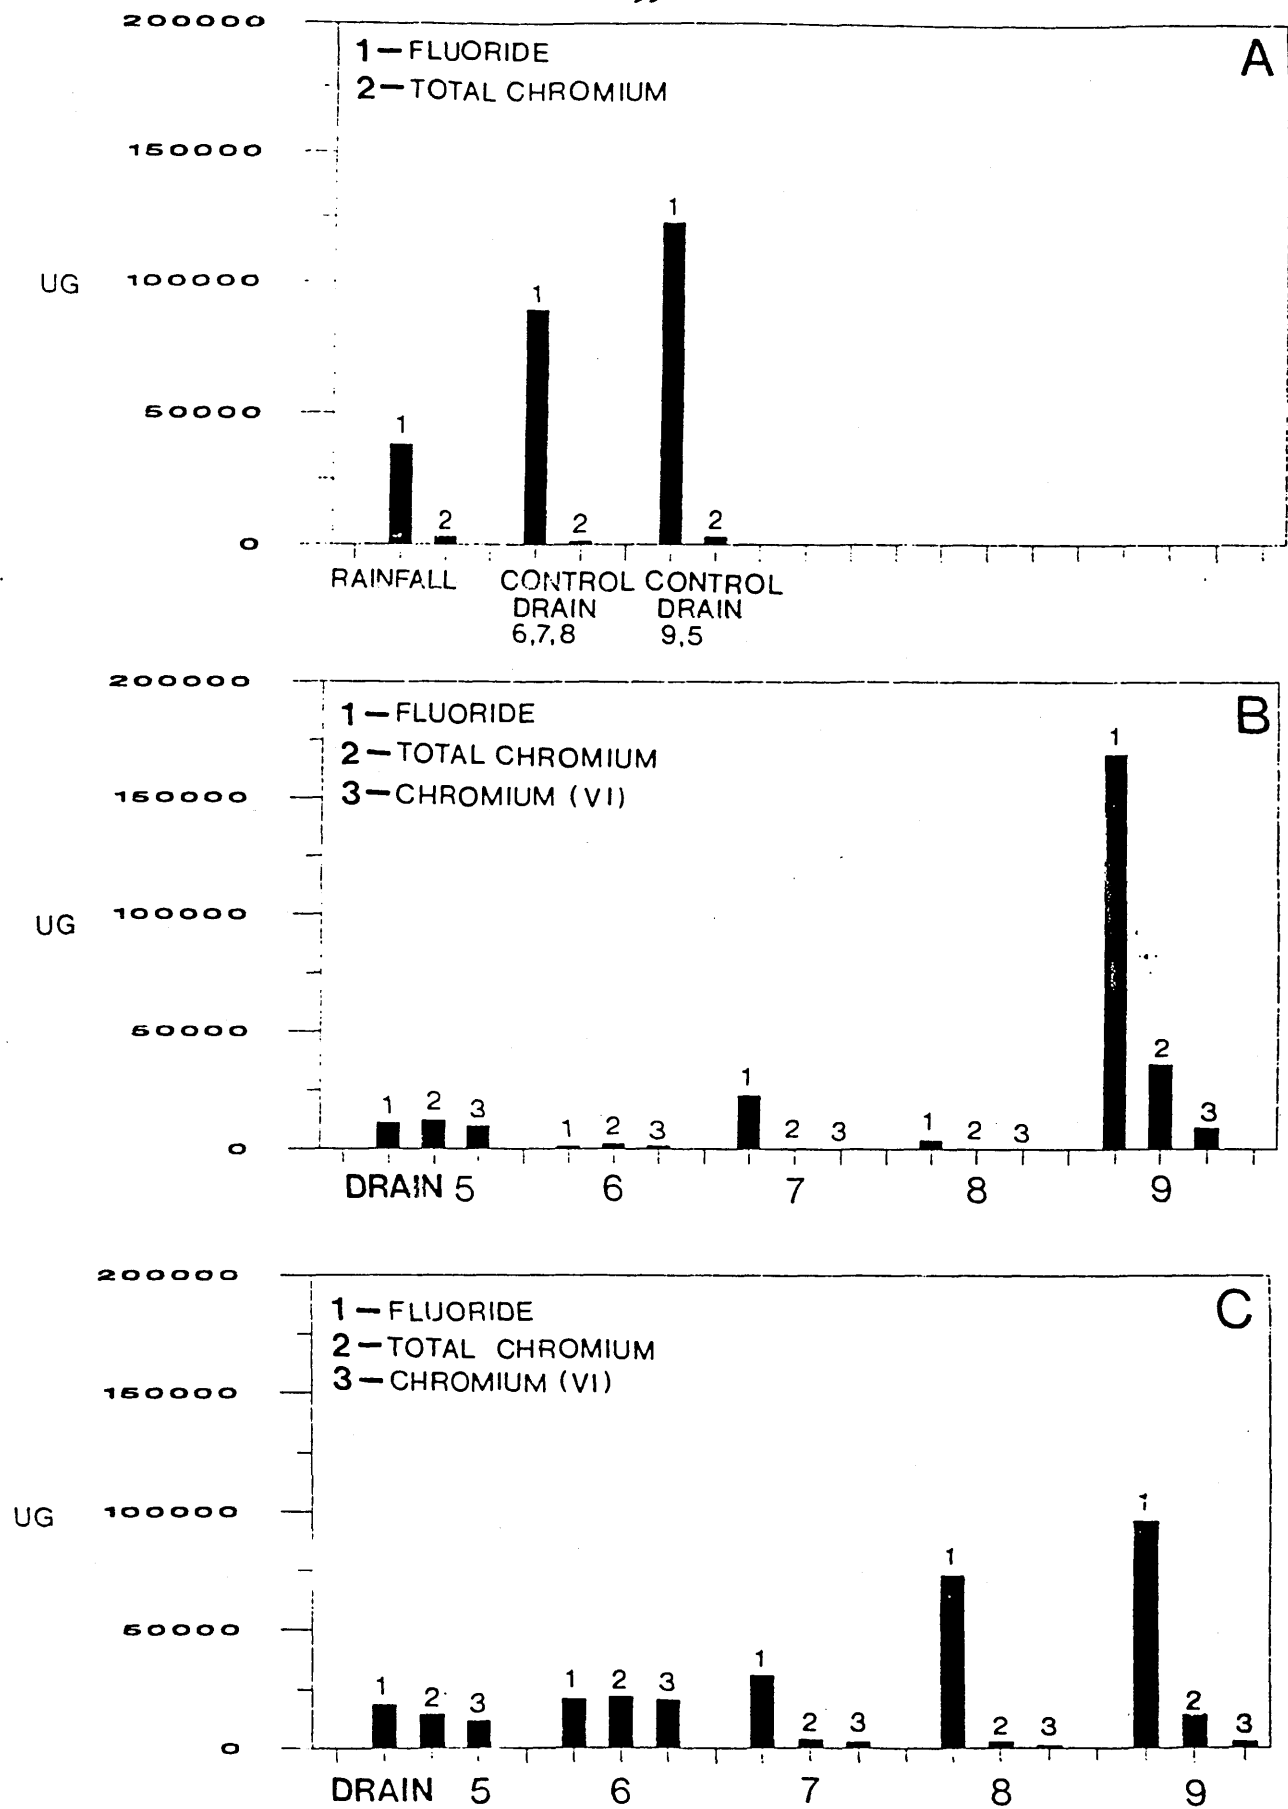 200000
1—FLUORIDE
A
2—TOTAL CHROMIUM
150000
1
UG
100000
1
50000
1
2
2
2
0
RAINFALL
CONTROL CONTROL
DRAIN DRAIN
6,7,8 9,5
200000
1—FLUORIDE
B
2—TOTAL CHROMIUM
1
3—CHROMIUM (VI)
150000
UG
100000
50000
2
1
1 2 3
3
1 2 3
2 3
1 2 3
0
DRAIN 5 6 7 8 9
200000
1—FLUORIDE
C
2—TOTAL CHROMIUM
3—CHROMIUM (VI)
150000
UG
100000
1
1
50000
1
1 2 3
1 2 3
2 3
2 3
2 3
0
DRAIN 5 6 7 8 9